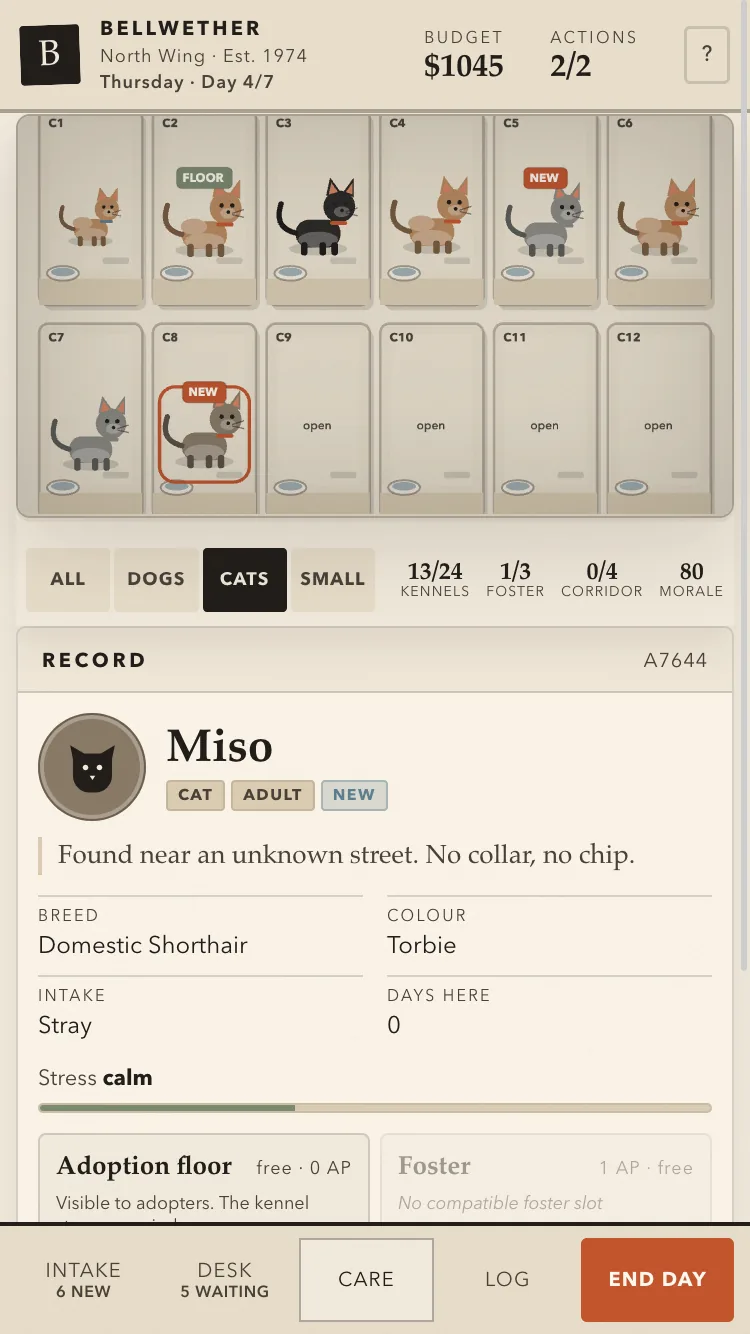 B
BELLWETHER
North Wing · Est. 1974
Thursday · Day 4/7
BUDGET
$1045
ACTIONS
2/2
?
C1
C2
C3
C4
C5
C6
FLOOR
NEW
C7
C8
C9
C10
C11
C12
NEW
open
open
open
open
ALL
DOGS
CATS
SMALL
13/24
KENNELS
1/3
FOSTER
0/4
CORRIDOR
80
MORALE
RECORD
A7644
Miso
CAT
ADULT
NEW
Found near an unknown street. No collar, no chip.
BREED
Domestic Shorthair
COLOUR
Torbie
INTAKE
Stray
DAYS HERE
0
Stress calm
Adoption floor
free · 0 AP
Visible to adopters. The kennel
Foster
1 AP · free
No compatible foster slot
INTAKE
6 NEW
DESK
5 WAITING
CARE
LOG
END DAY